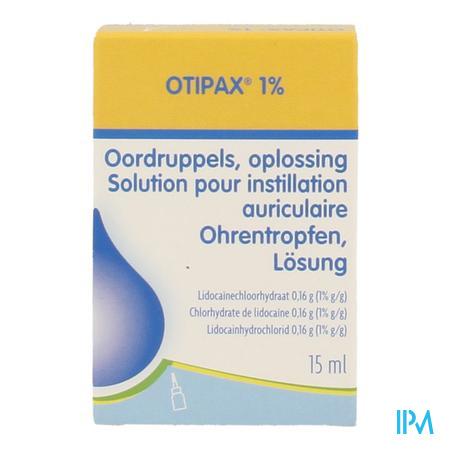 OTIPAX® 1%
Oordruppels, oplossing
Solution pour instillation
auriculaire
Ohrentropfen,
Lösung
Lidocaïnechloorhydraat 0,16 g (1% g/g)
Chlorhydrate de lidocaïne 0,16 g (1% g/g)
Lidocainhydrochlorid 0,16 g (1% g/g)
15 ml
IPM